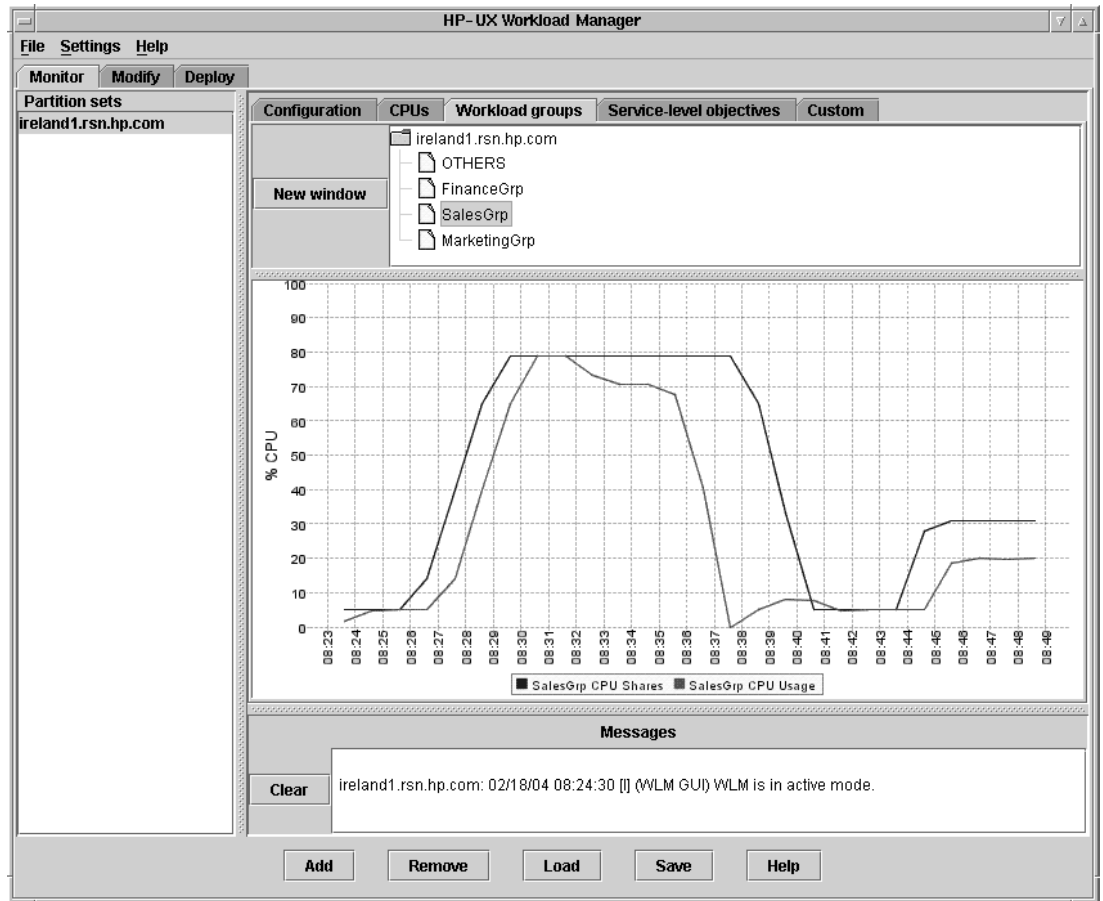 HP-UX Workload Manager
File Settings Help
Monitor Modify Deploy
Partition sets
ireland1.rsn.hp.com
Configuration CPUs Workload groups Service-level objectives Custom
New window
ireland1.rsn.hp.com
OTHERS
FinanceGrp
SalesGrp
MarketingGrp
100
90
80
70
60
50
40
30
20
10
0
% CPU
08:23 08:24 08:25 08:26 08:27 08:28 08:29 08:30 08:31 08:32 08:33 08:34 08:35 08:36 08:37 08:38 08:39 08:40 08:41 08:42 08:43 08:44 08:45 08:46 08:47 08:48 08:49
SalesGrp CPU Shares SalesGrp CPU Usage
Messages
Clear
ireland1.rsn.hp.com: 02/18/04 08:24:30 [I] (WLM GUI) WLM is in active mode.
Add Remove Load Save Help